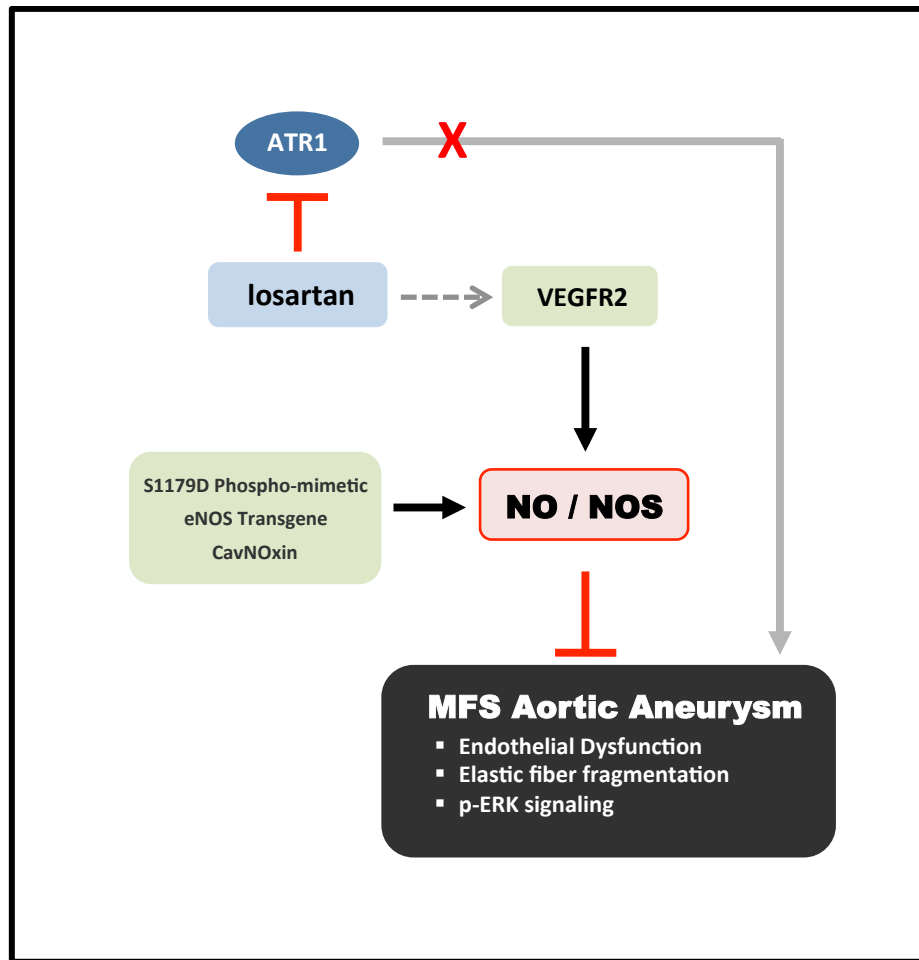 ATR1
X
losartan
VEGFR2
S1179D Phospho-mimetic
eNOS Transgene
CavNOxin
NO / NOS
MFS Aortic Aneurysm
▪ Endothelial Dysfunction
▪ Elastic fiber fragmentation
▪ p-ERK signaling